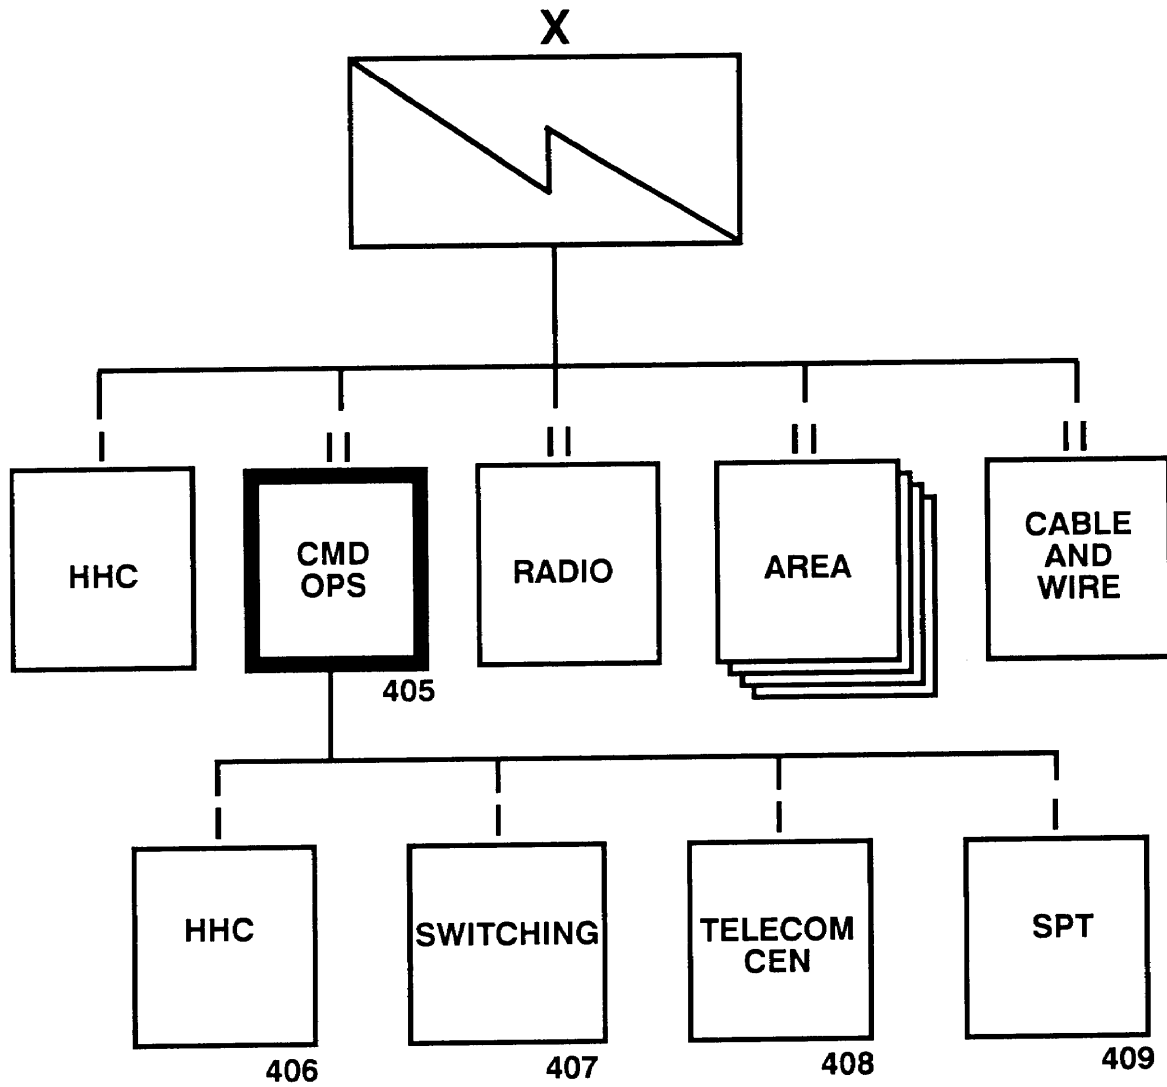 X
I
II
II
II
II
HHC
CMD
OPS
RADIO
AREA
CABLE
AND
WIRE
405
I
I
I
I
HHC
SWITCHING
TELECOM
CEN
SPT
406
407
408
409